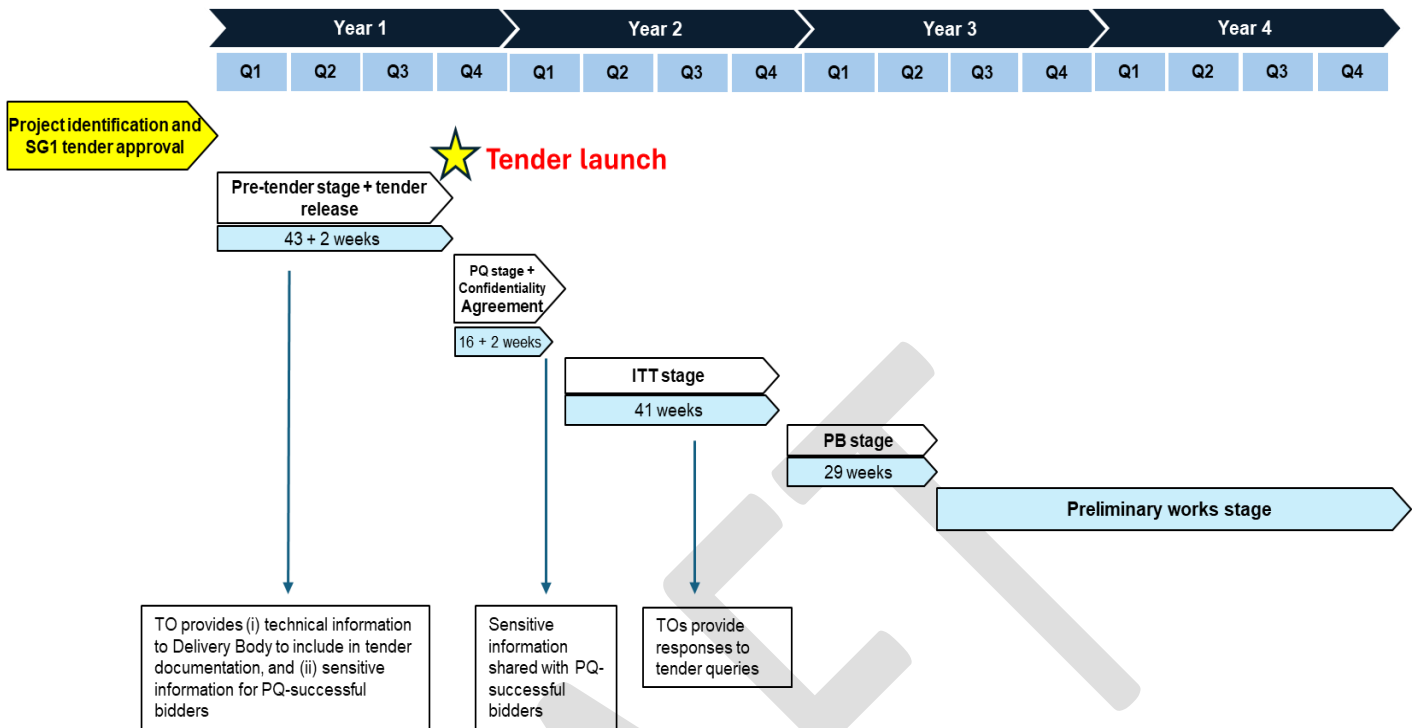 Year 1
Year 2
Year 3
Year 4
Q1
Q2
Q3
Q4
Q1
Q2
Q3
Q4
Q1
Q2
Q3
Q4
Q1
Q2
Q3
Q4
Project identification and
SG1 tender approval
Tender launch
Pre-tender stage + tender
release
43 + 2 weeks
PQ stage +
Confidentiality
Agreement
16 + 2 weeks
ITT stage
41 weeks
PB stage
29 weeks
Preliminary works stage
TO provides (i) technical information
to Delivery Body to include in tender
documentation, and (ii) sensitive
information for PQ-successful
bidders
Sensitive
information
shared with PQ-
successful
bidders
TOs provide
responses to
tender queries